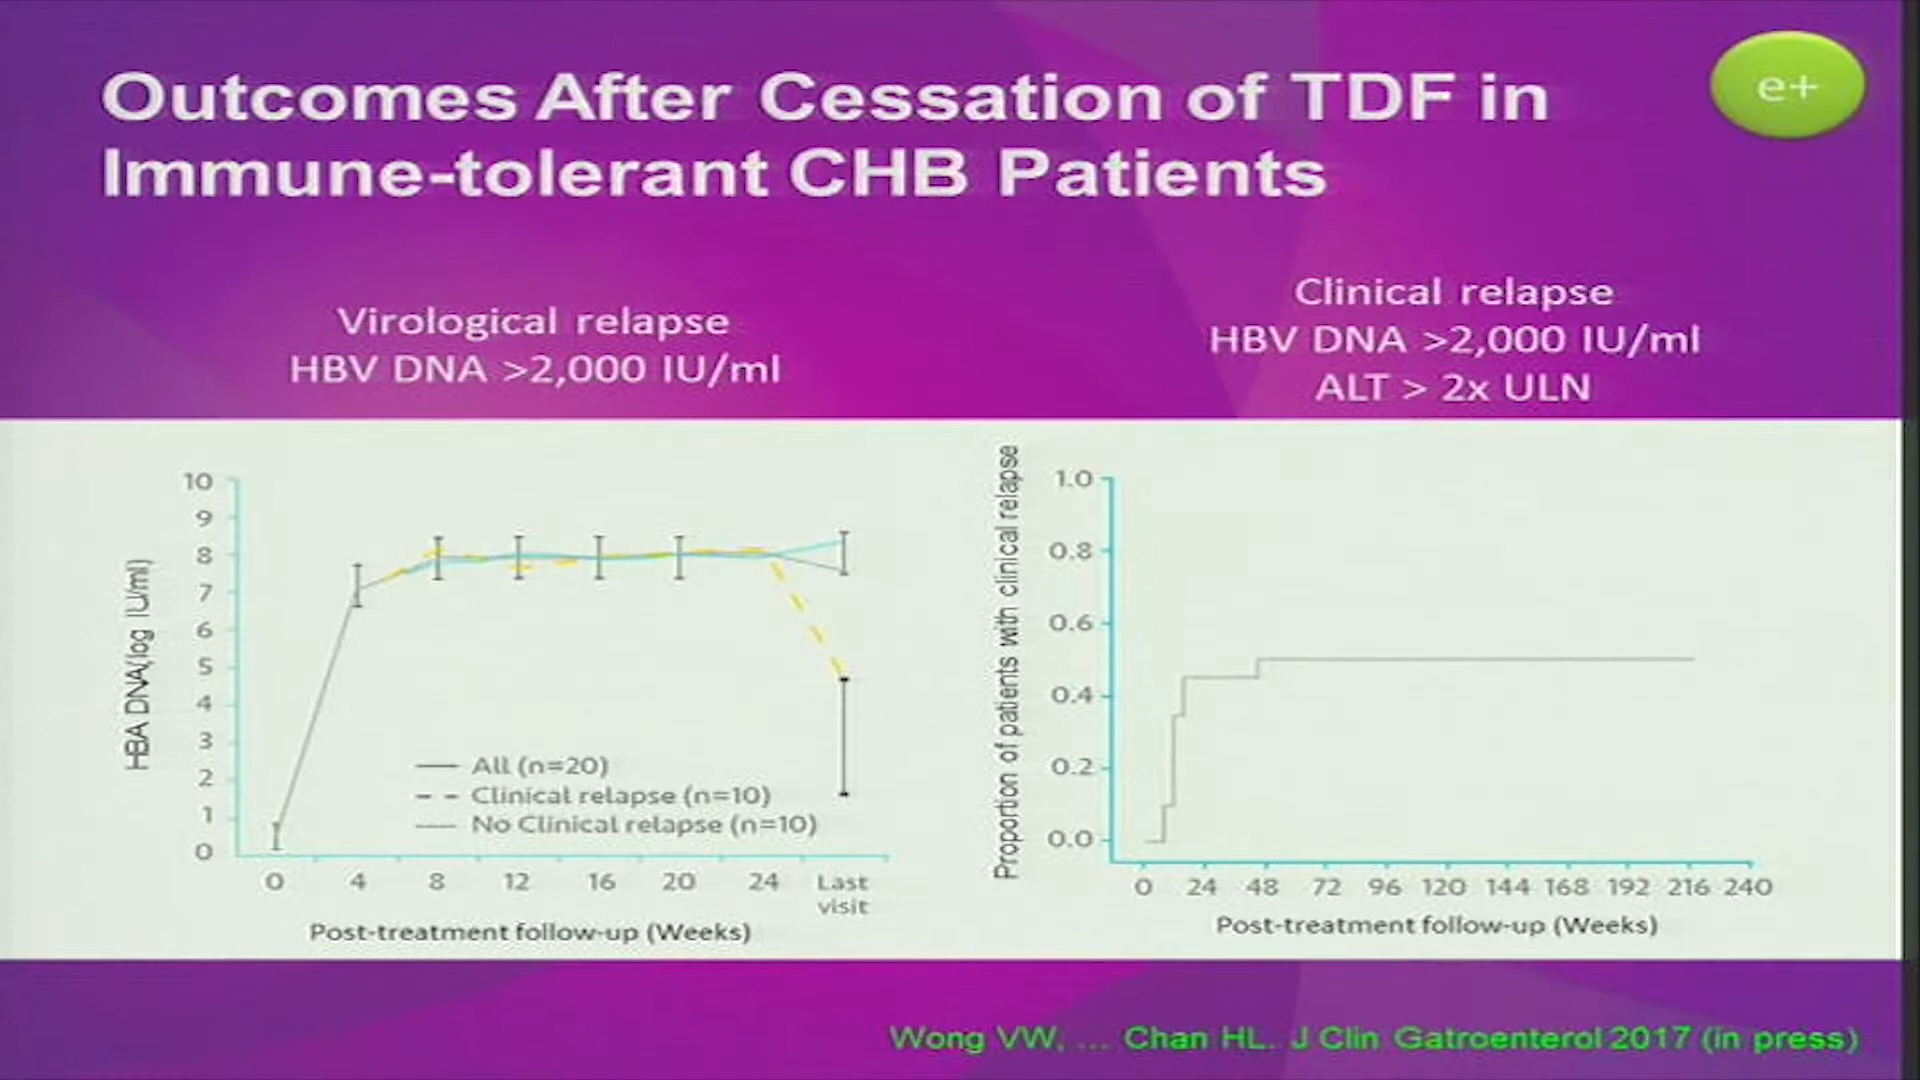 Outcomes After Cessation of TDF in
Immune-tolerant CHB Patients
e+
Virological relapse
HBV DNA >2,000 IU/ml
Clinical relapse
HBV DNA >2,000 IU/ml
ALT > 2x ULN
HBA DNA(log IU/ml)
10
9
8
7
6
5
4
3
2
1
0
All (n=20)
Clinical relapse (n=10)
No Clinical relapse (n=10)
0 4 8 12 16 20 24 Last visit
Post-treatment follow-up (Weeks)
Proportion of patients with clinical relapse
1.0
0.8
0.6
0.4
0.2
0.0
0 24 48 72 96 120 144 168 192 216 240
Post-treatment follow-up (Weeks)
Wong VW, ... Chan HL. J Clin Gatroenterol 2017 (in press)